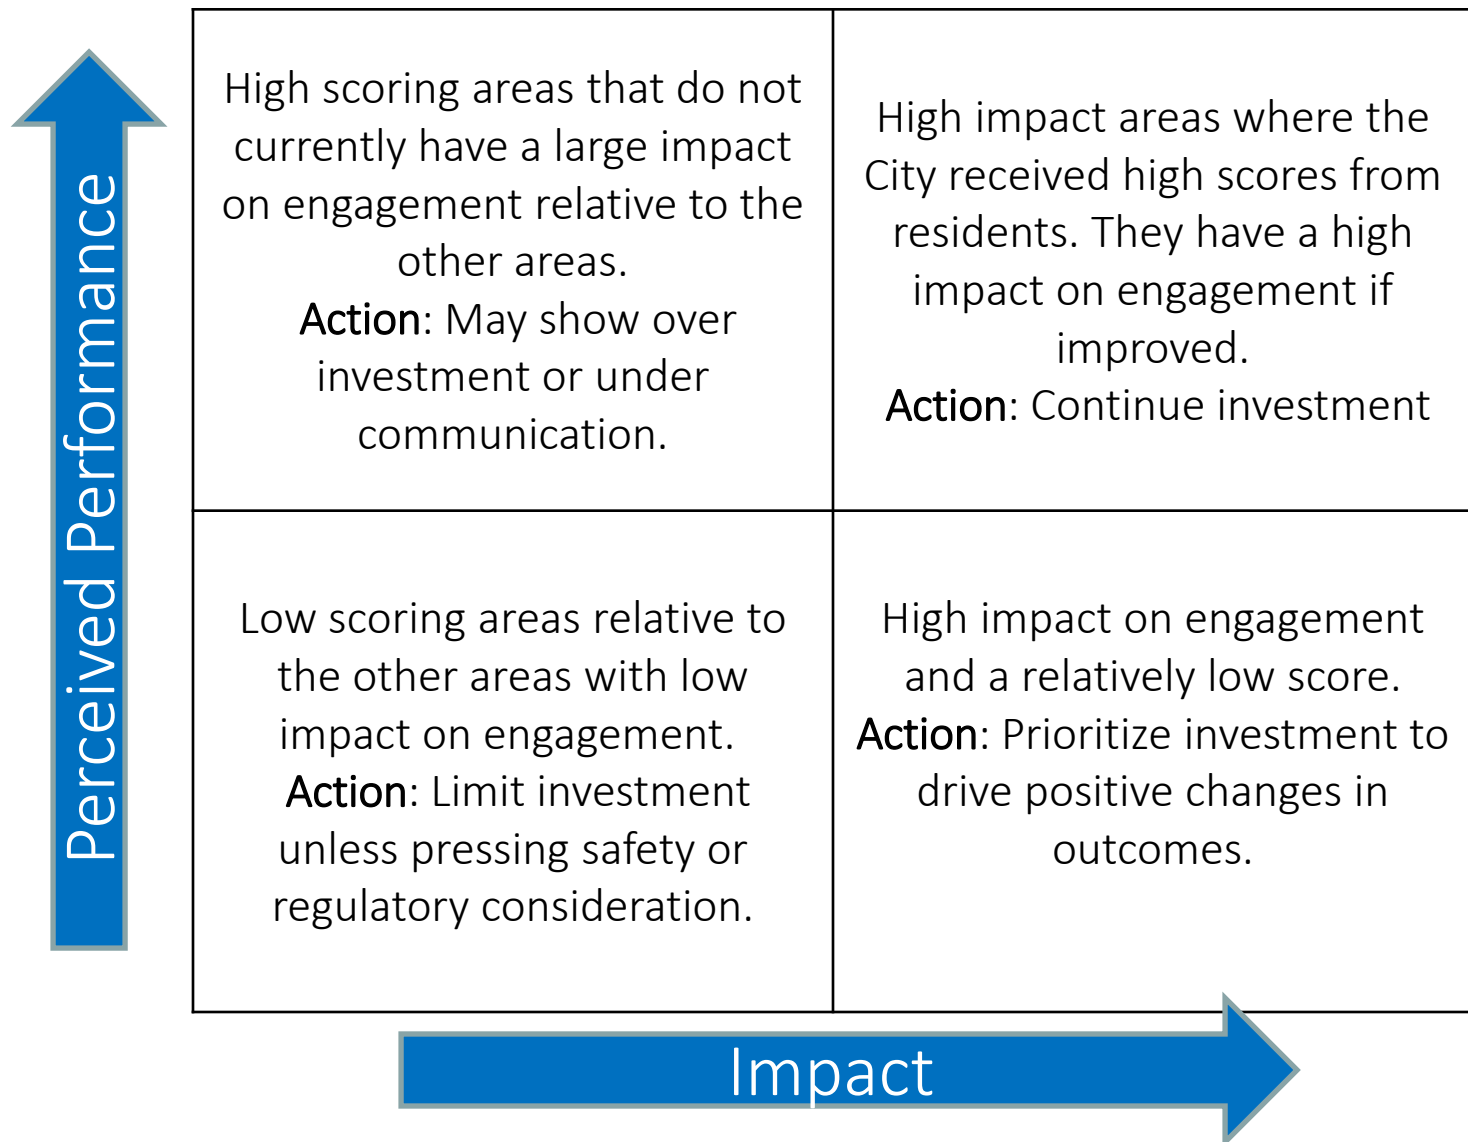 Perceived Performance
High scoring areas that do not
currently have a large impact
on engagement relative to the
other areas.
Action: May show over
investment or under
communication.
High impact areas where the
City received high scores from
residents. They have a high
impact on engagement if
improved.
Action: Continue investment
Low scoring areas relative to
the other areas with low
impact on engagement.
Action: Limit investment
unless pressing safety or
regulatory consideration.
High impact on engagement
and a relatively low score.
Action: Prioritize investment to
drive positive changes in
outcomes.
Impact